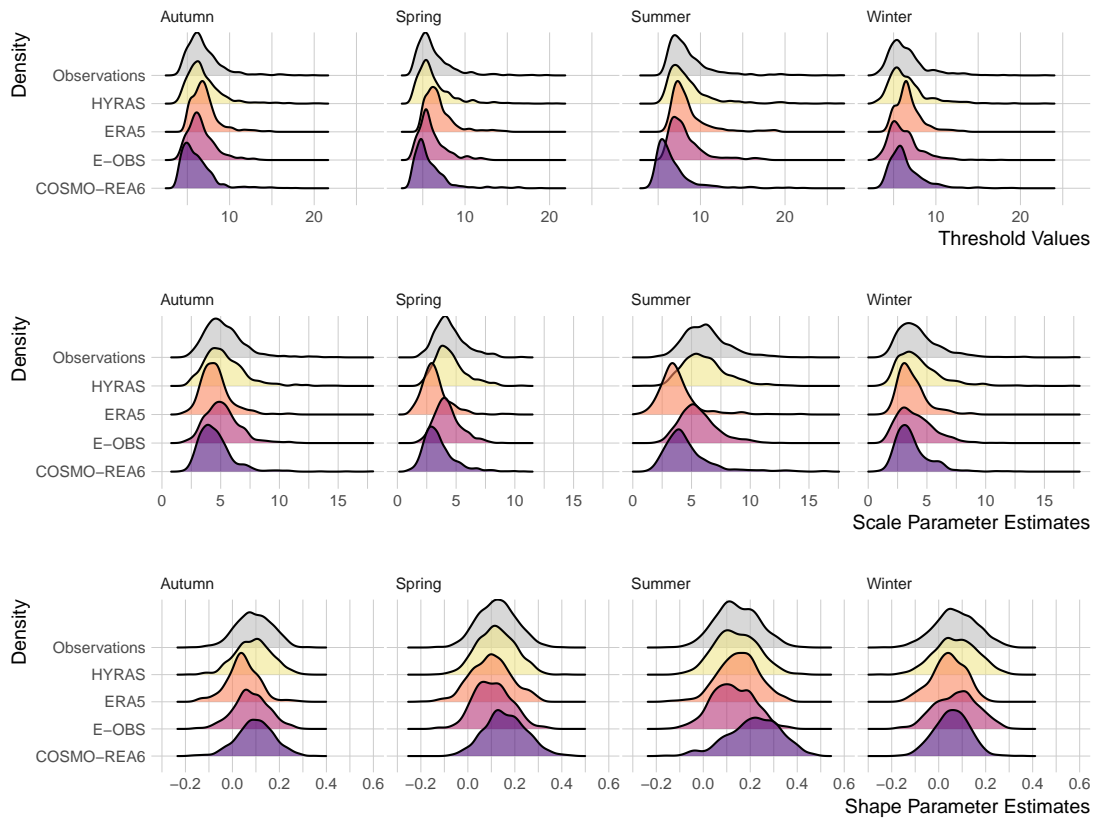 Autumn Spring Summer Winter
Density
Observations
HYRAS
ERA5
E−OBS
COSMO−REA6
10 20 10 20 10 20 10 20
Threshold Values
Autumn Spring Summer Winter
Density
Observations
HYRAS
ERA5
E−OBS
COSMO−REA6
0 5 10 15 0 5 10 15 0 5 10 15 0 5 10 15
Scale Parameter Estimates
Autumn Spring Summer Winter
Density
Observations
HYRAS
ERA5
E−OBS
COSMO−REA6
−0.2 0.0 0.2 0.4 0.6 −0.2 0.0 0.2 0.4 0.6 −0.2 0.0 0.2 0.4 0.6 −0.2 0.0 0.2 0.4 0.6
Shape Parameter Estimates